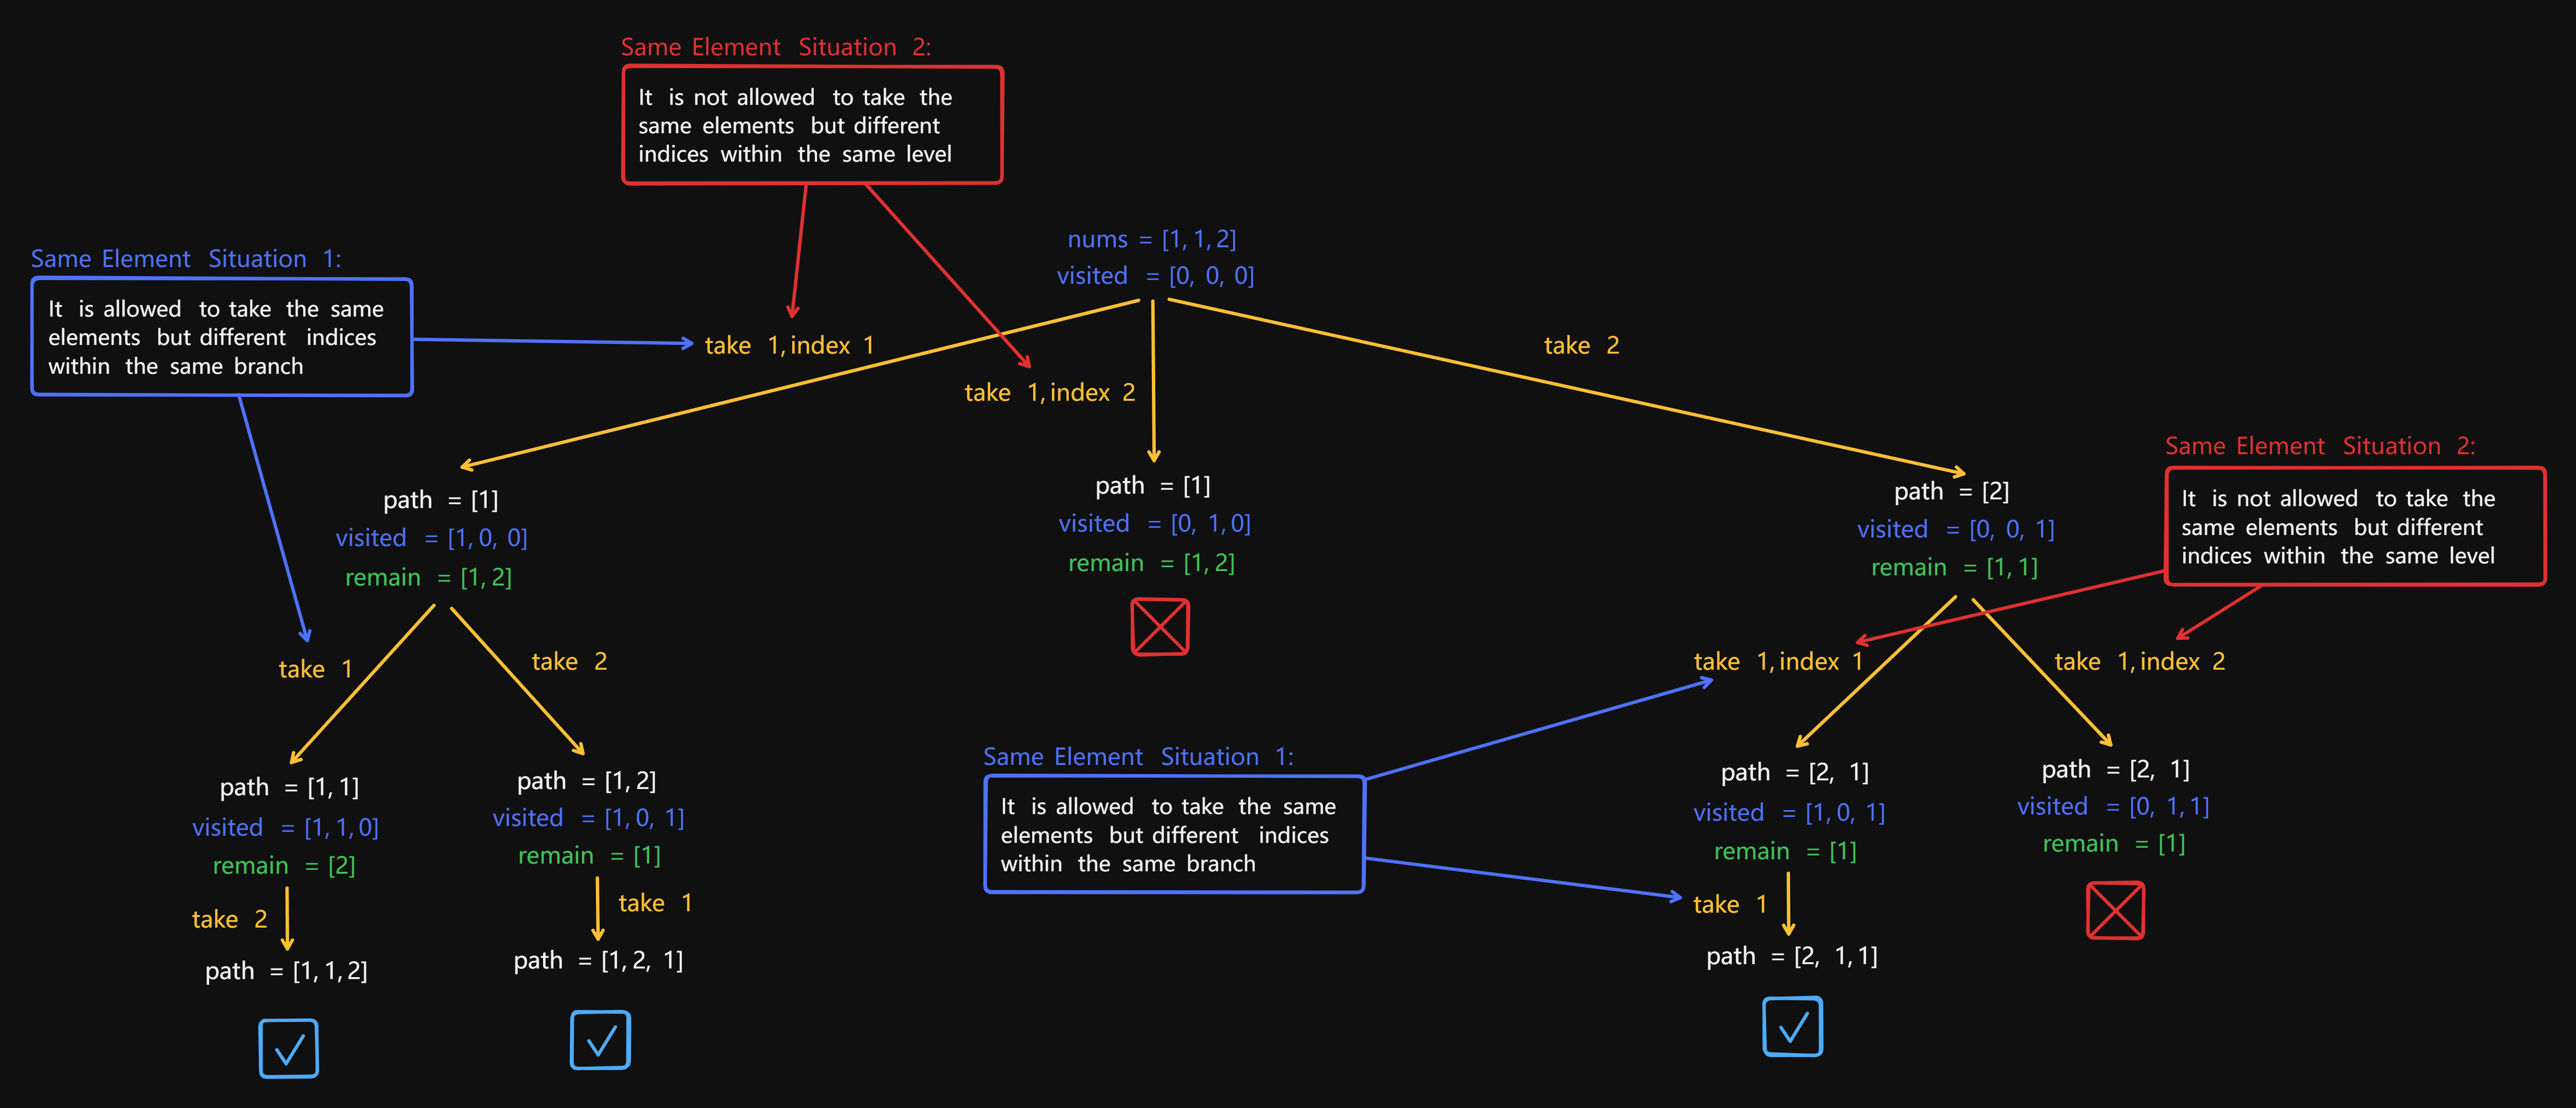 Same Element Situation 2:
It is not allowed to take the
same elements but different
indices within the same level
nums = [1, 1, 2]
visited = [0, 0, 0]
Same Element Situation 1:
It is allowed to take the same
elements but different indices
within the same branch
take 1, index 1
take 1, index 2
take 2
path = [1]
visited = [1, 0, 0]
remain = [1, 2]
path = [1]
visited = [0, 1, 0]
remain = [1, 2]
path = [2]
visited = [0, 0, 1]
remain = [1, 1]
Same Element Situation 2:
It is not allowed to take the
same elements but different
indices within the same level
take 1
take 2
take 1, index 1
take 1, index 2
path = [1, 1]
visited = [1, 1, 0]
remain = [2]
take 2
path = [1, 1, 2]
path = [1, 2]
visited = [1, 0, 1]
remain = [1]
take 1
path = [1, 2, 1]
Same Element Situation 1:
It is allowed to take the same
elements but different indices
within the same branch
path = [2, 1]
visited = [1, 0, 1]
remain = [1]
take 1
path = [2, 1, 1]
path = [2, 1]
visited = [0, 1, 1]
remain = [1]